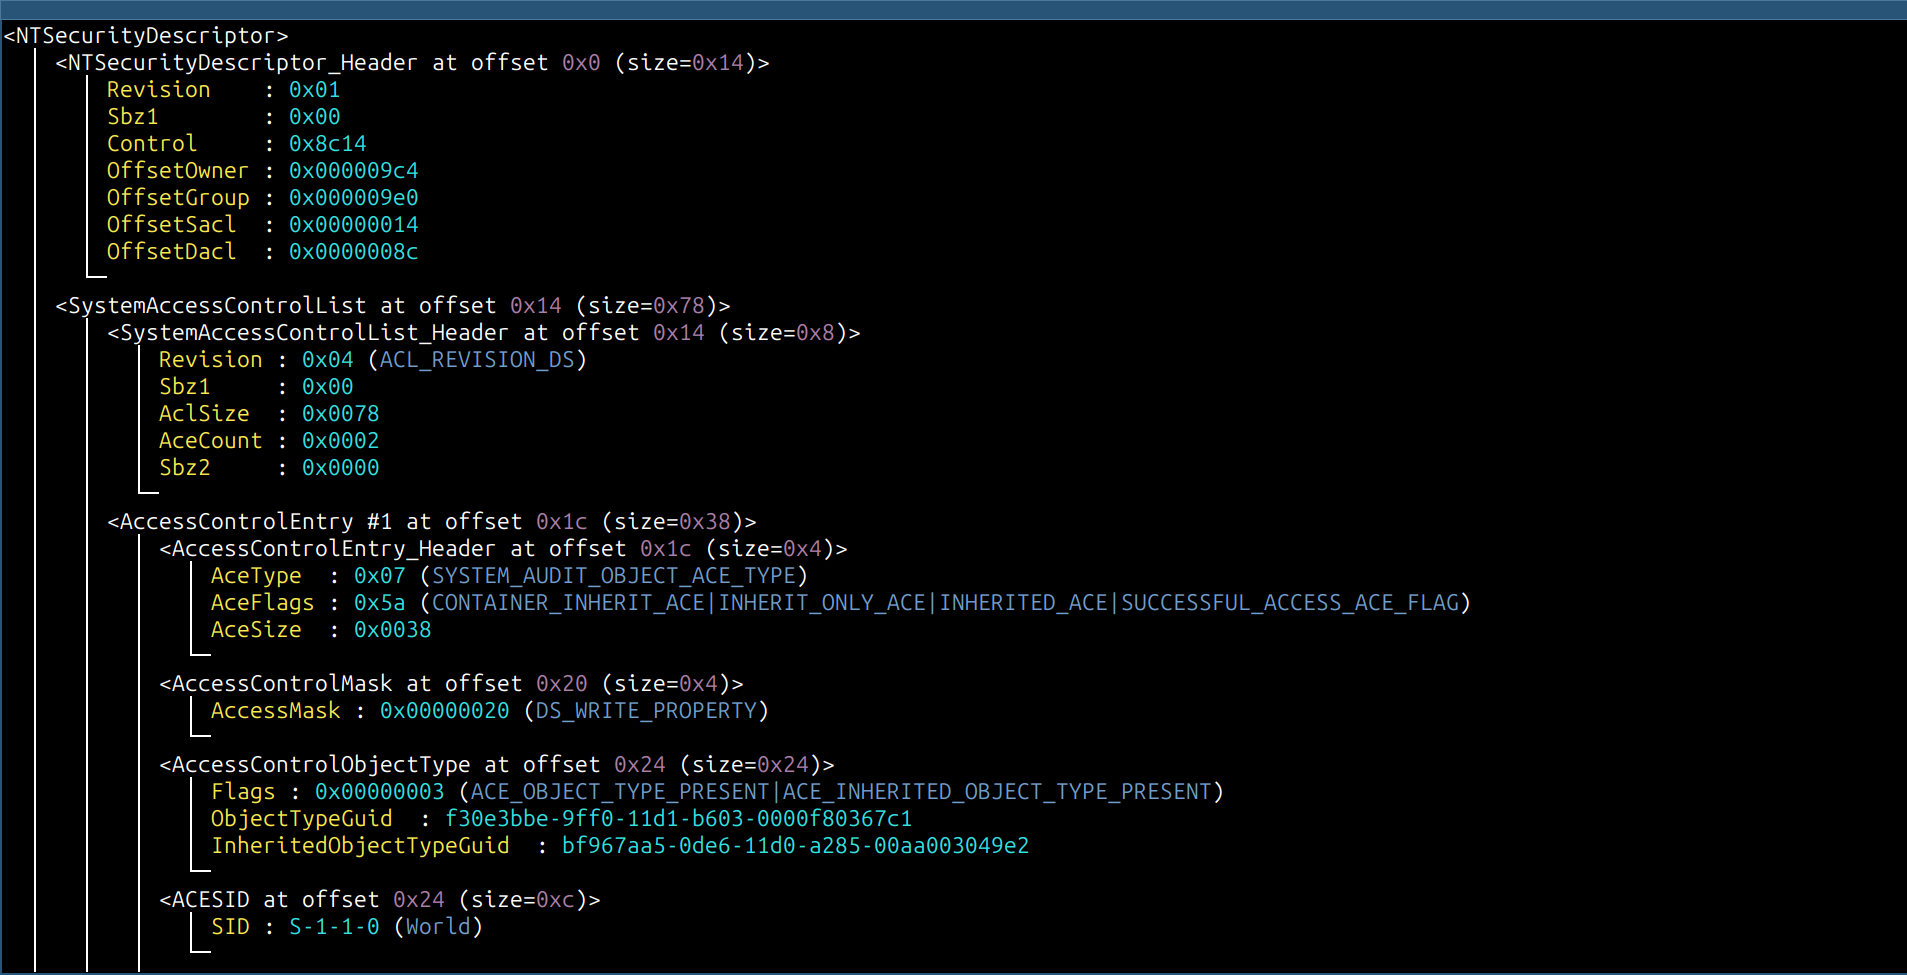 <NTSecurityDescriptor>
<NTSecurityDescriptor_Header at offset 0x0 (size=0x14)>
Revision : 0x01
Sbz1 : 0x00
Control : 0x8c14
OffsetOwner : 0x000009c4
OffsetGroup : 0x000009e0
OffsetSacl : 0x00000014
OffsetDacl : 0x0000008c
<SystemAccessControlList at offset 0x14 (size=0x78)>
<SystemAccessControlList_Header at offset 0x14 (size=0x8)>
Revision : 0x04 (ACL_REVISION_DS)
Sbz1 : 0x00
AclSize : 0x0078
AceCount : 0x0002
Sbz2 : 0x0000
<AccessControlEntry #1 at offset 0x1c (size=0x38)>
<AccessControlEntry_Header at offset 0x1c (size=0x4)>
AceType : 0x07 (SYSTEM_AUDIT_OBJECT_ACE_TYPE)
AceFlags : 0x5a (CONTAINER_INHERIT_ACE|INHERIT_ONLY_ACE|INHERITED_ACE|SUCCESSFUL_ACCESS_ACE_FLAG)
AceSize : 0x0038
<AccessControlMask at offset 0x20 (size=0x4)>
AccessMask : 0x00000020 (DS_WRITE_PROPERTY)
<AccessControlObjectType at offset 0x24 (size=0x24)>
Flags : 0x00000003 (ACE_OBJECT_TYPE_PRESENT|ACE_INHERITED_OBJECT_TYPE_PRESENT)
ObjectTypeGuid : f30e3bbe-9ff0-11d1-b603-0000f80367c1
InheritedObjectTypeGuid : bf967aa5-0de6-11d0-a285-00aa003049e2
<ACESID at offset 0x24 (size=0xc)>
SID : S-1-1-0 (World)